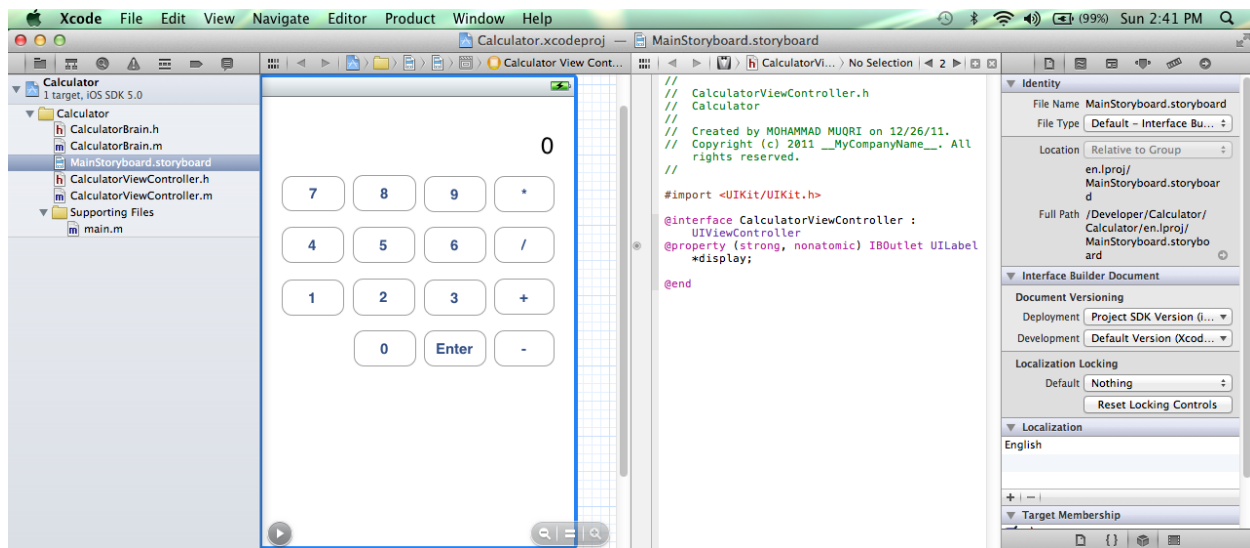 Xcode File Edit View Navigate Editor Product Window Help (99%) Sun 2:41 PM
Calculator.xcodeproj — MainStoryboard.storyboard
Calculator View Cont...
CalculatorVi... No Selection 2
Calculator
1 target, iOS SDK 5.0
Calculator
h CalculatorBrain.h
m CalculatorBrain.m
MainStoryboard.storyboard
h CalculatorViewController.h
m CalculatorViewController.m
Supporting Files
m main.m
0
7 8 9 *
4 5 6 /
1 2 3 +
0 Enter -
//
// CalculatorViewController.h
// Calculator
//
// Created by MOHAMMAD MUQRI on 12/26/11.
// Copyright (c) 2011 __MyCompanyName__. All
rights reserved.
//
#import <UIKit/UIKit.h>
@interface CalculatorViewController :
UIViewController
@property (strong, nonatomic) IBOutlet UILabel
*display;
@end
Identity
File Name MainStoryboard.storyboard
File Type Default – Interface Bu...
Location Relative to Group
en.lproj/
MainStoryboard.storyboar
d
Full Path /Developer/Calculator/
Calculator/en.lproj/
MainStoryboard.storybo
ard
Interface Builder Document
Document Versioning
Deployment Project SDK Version (i...
Development Default Version (Xcod...
Localization Locking
Default Nothing
Reset Locking Controls
Localization
English
+ −
Target Membership
{ }